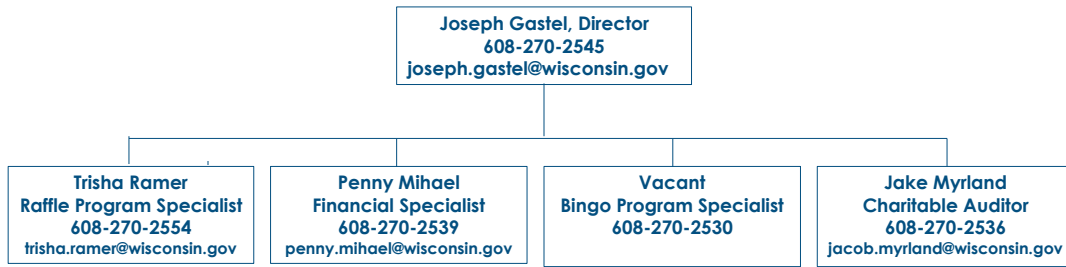 Joseph Gastel, Director
608-270-2545
joseph.gastel@wisconsin.gov
Trisha Ramer
Raffle Program Specialist
608-270-2554
trisha.ramer@wisconsin.gov
Penny Mihael
Financial Specialist
608-270-2539
penny.mihael@wisconsin.gov
Vacant
Bingo Program Specialist
608-270-2530
Jake Myrland
Charitable Auditor
608-270-2536
jacob.myrland@wisconsin.gov